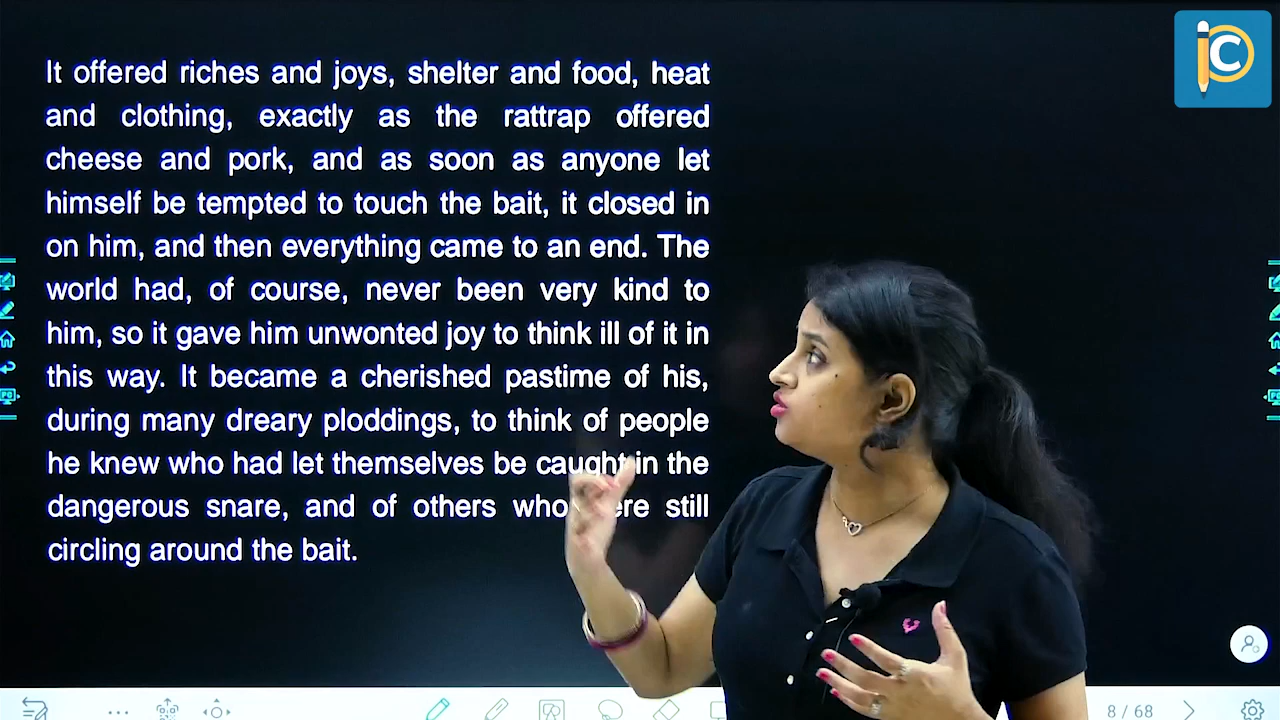 It offered riches and joys, shelter and food, heat
and clothing, exactly as the rattrap offered
cheese and pork, and as soon as anyone let
himself be tempted to touch the bait, it closed in
on him, and then everything came to an end. The
world had, of course, never been very kind to
him, so it gave him unwonted joy to think ill of it in
this way. It became a cherished pastime of his,
during many dreary ploddings, to think of people
he knew who had let themselves be caught in the
dangerous snare, and of others who were still
circling around the bait.
8 / 68